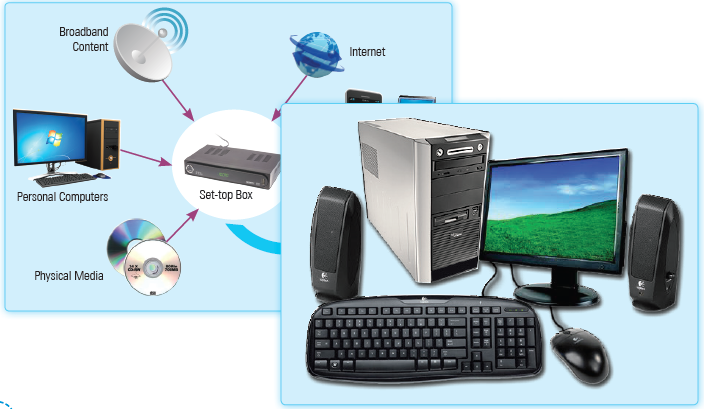 Broadband
Content
Internet
Personal Computers
Set-top Box
Physical Media